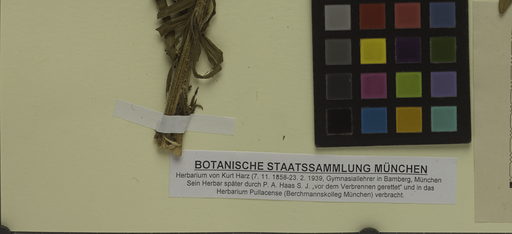 BOTANISCHE STAATSSAMMLUNG MÜNCHEN
Herbarium von Kurt Harz (7. 11. 1858-23. 2. 1939, Gymnasiallehrer in Bamberg, München
Sein Herbar später durch P. A. Haas S. J. „vor dem Verbrennen gerettet" und in das
Herbarium Pullacense (Berchmannskolleg München) verbracht.